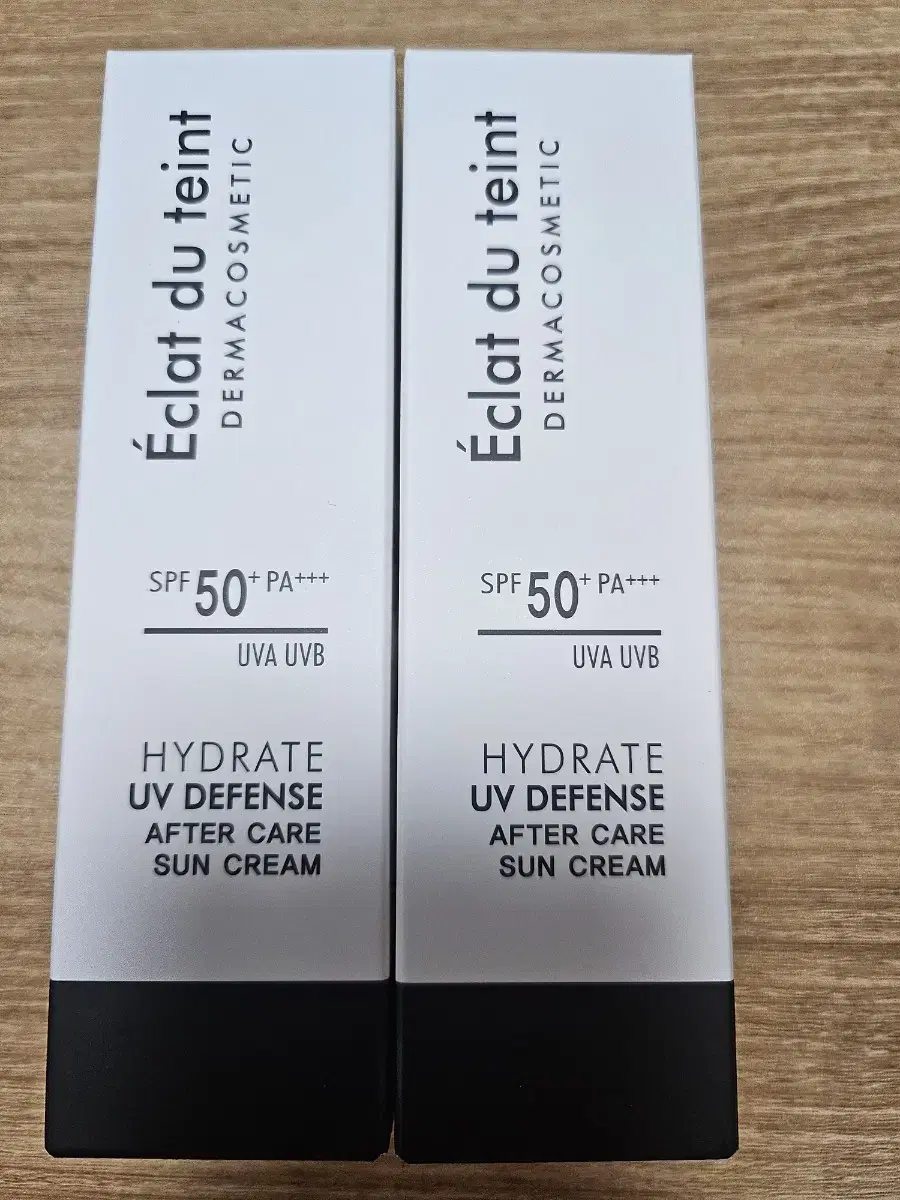 Éclat du teint
DERMACOSMETIC
SPF 50+ PA+++
UVA UVB
HYDRATE
UV DEFENSE
AFTER CARE
SUN CREAM
Éclat du teint
DERMACOSMETIC
SPF 50+ PA+++
UVA UVB
HYDRATE
UV DEFENSE
AFTER CARE
SUN CREAM